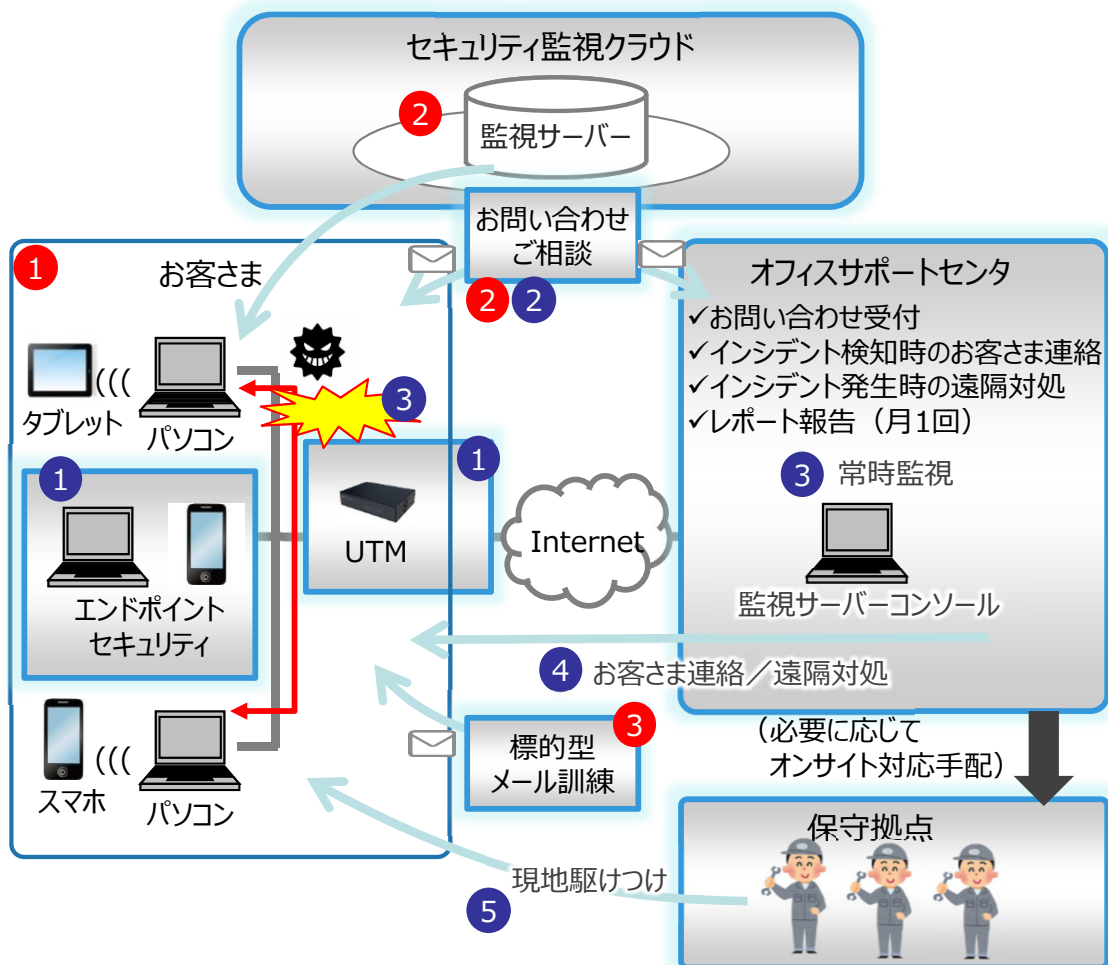 セキュリティ監視クラウド
2
監視サーバー
お問い合わせ
ご相談
2
2
1
お客さま
タブレット
パソコン
3
1
エンドポイント
セキュリティ
1
UTM
Internet
スマホ
パソコン
オフィスサポートセンタ
✓お問い合わせ受付
✓インシデント検知時のお客さま連絡
✓インシデント発生時の遠隔対処
✓レポート報告（月1回）
3
常時監視
監視サーバーコンソール
4
お客さま連絡／遠隔対処
3
標的型
メール訓練
（必要に応じて
オンサイト対応手配）
保守拠点
現地駆けつけ
5